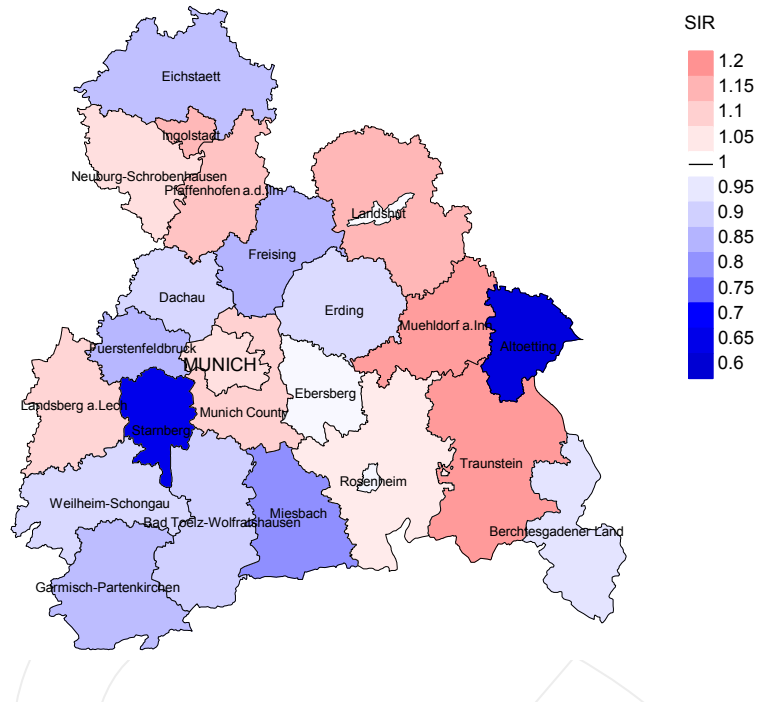 SIR
1.2
1.15
1.1
1.05
1
0.95
0.9
0.85
0.8
0.75
0.7
0.65
0.6
Eichstaett
Ingolstadt
Neuburg-Schrobenhausen
Pfaffenhofen a.d.Ilm
Landshut
Freising
Dachau
Erding
Muehldorf a.Inn
Altoetting
Fuerstenfeldbruck
MUNICH
Ebersberg
Landsberg a.Lech
Munich County
Starnberg
Traunstein
Rosenheim
Weilheim-Schongau
Miesbach
Bad Toelz-Wolfratshausen
Berchtesgadener Land
Garmisch-Partenkirchen